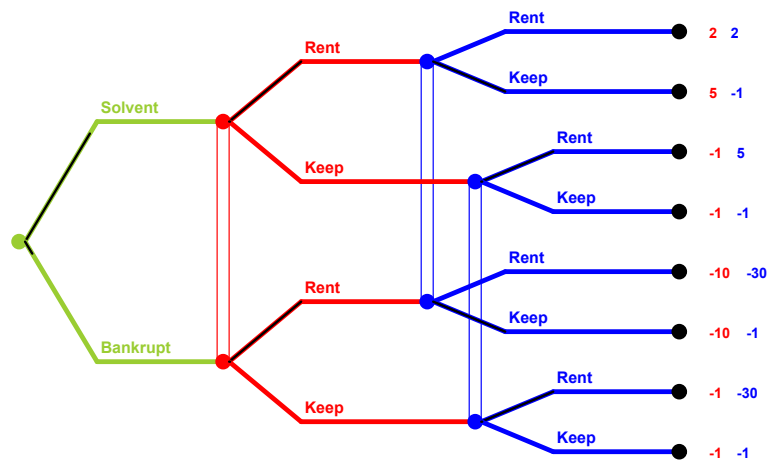 Rent
2 2
Rent
Keep
5 -1
Solvent
Rent
-1 5
Keep
Keep
-1 -1
Rent
-10 -30
Rent
Keep
-10 -1
Bankrupt
Rent
-1 -30
Keep
Keep
-1 -1